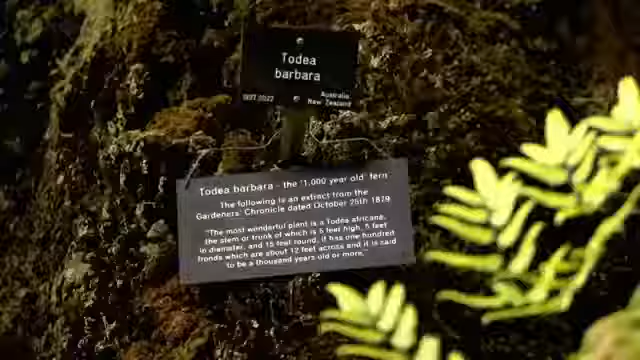 Todea
barbara
Australia
New Zealand
Todea barbara - the '1,000 year old' fern
The following is an extract from the
Gardeners' Chronicle dated October 25th 1879
"The most wonderful plant is a Todea africana,
the stem or trunk of which is 5 feet high, 5 feet
in diameter, and 15 feet round. It has one hundred
fronds which are about 12 feet across and it is said
to be a thousand years old or more."